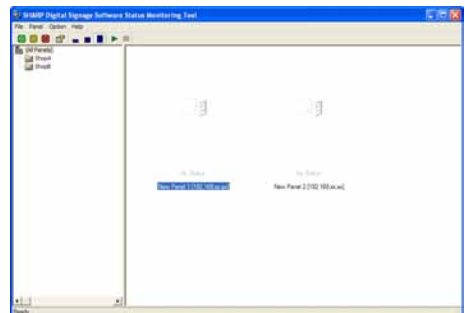 SHARP Digital Signage Software Status Monitoring Tool
File Panel Option Help
[All Panels]
ShopA
ShopB
No Status
No Status
New Panel 1 [192.168.xx.xx]
New Panel 2 [192.168.xx.xx]
Ready